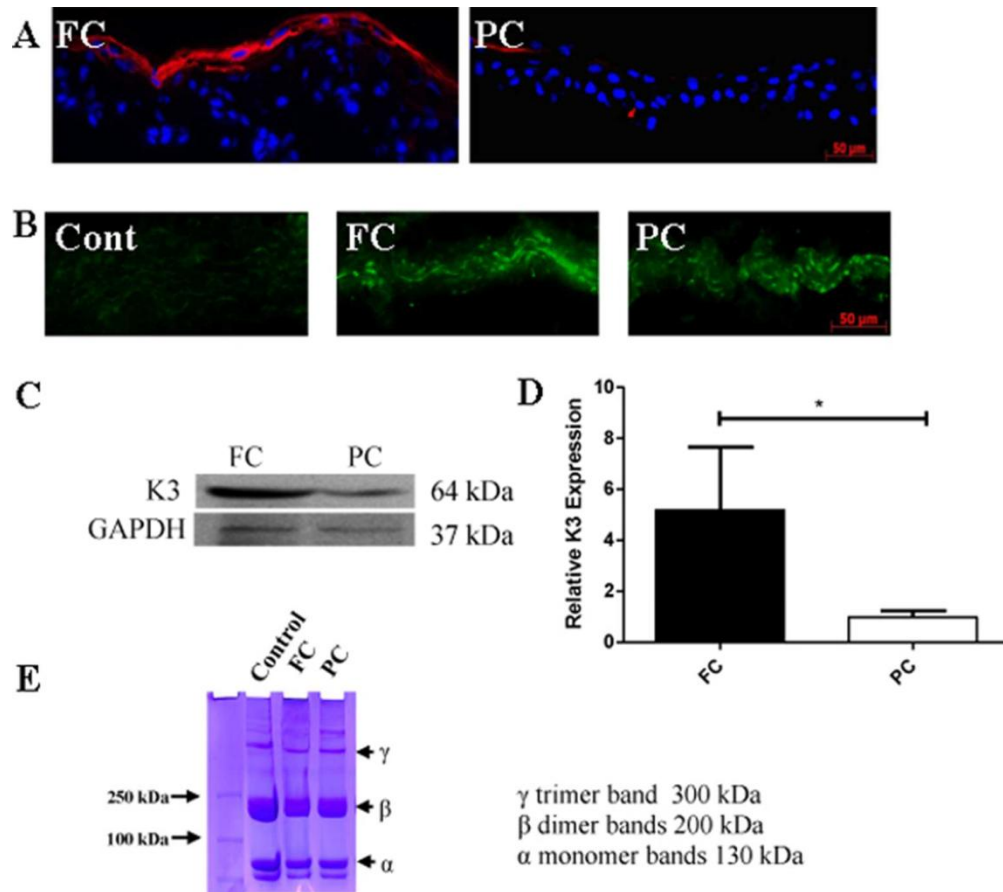 A
FC
PC
50 µm
B
Cont
FC
PC
50 µm
C
FC
PC
K3
64 kDa
GAPDH
37 kDa
D
10
8
6
4
2
0
Relative K3 Expression
*
FC
PC
E
Control
FC
PC
250 kDa
100 kDa
γ
β
α
γ trimer band 300 kDa
β dimer bands 200 kDa
α monomer bands 130 kDa